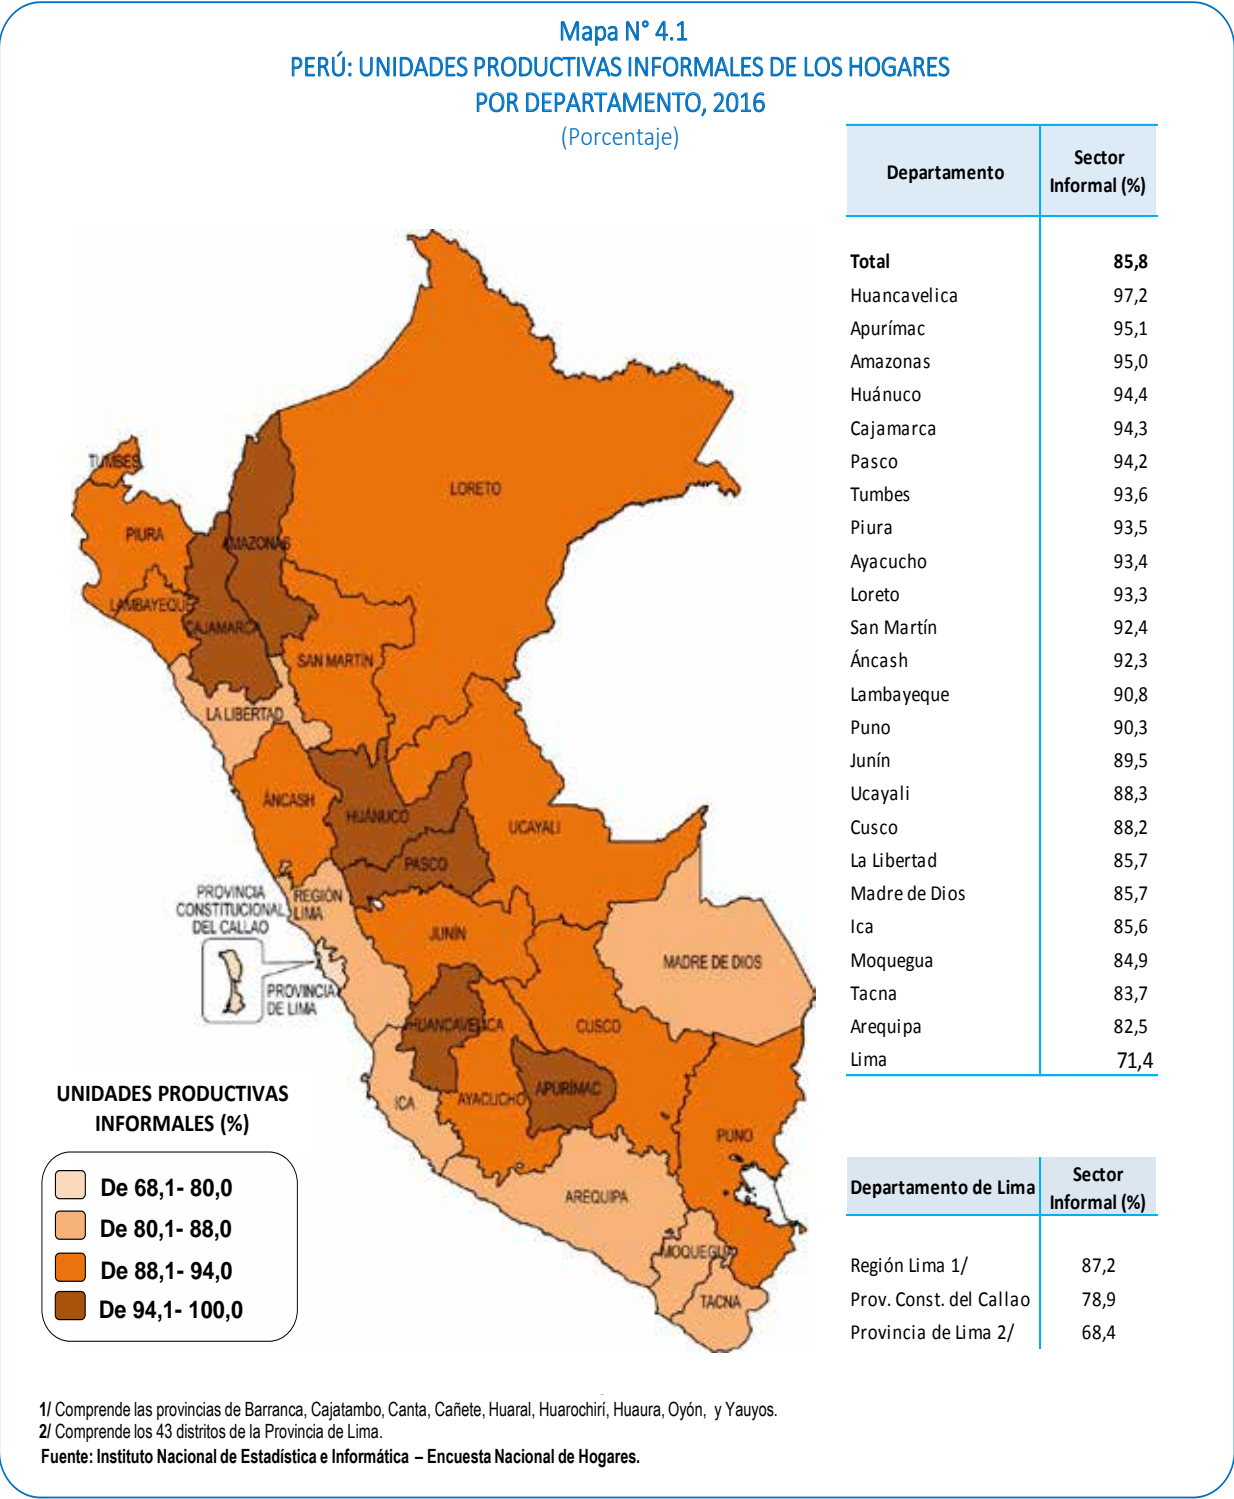 Mapa N° 4.1
PERÚ: UNIDADES PRODUCTIVAS INFORMALES DE LOS HOGARES
POR DEPARTAMENTO, 2016
(Porcentaje)
Departamento Sector Informal (%)
Total 85,8
Huancavelica 97,2
Apurímac 95,1
Amazonas 95,0
Huánuco 94,4
Cajamarca 94,3
Pasco 94,2
Tumbes 93,6
Piura 93,5
Ayacucho 93,4
Loreto 93,3
San Martín 92,4
Áncash 92,3
Lambayeque 90,8
Puno 90,3
Junín 89,5
Ucayali 88,3
Cusco 88,2
La Libertad 85,7
Madre de Dios 85,7
Ica 85,6
Moquegua 84,9
Tacna 83,7
Arequipa 82,5
Lima 71,4
Departamento de Lima Sector Informal (%)
Región Lima 1/ 87,2
Prov. Const. del Callao 78,9
Provincia de Lima 2/ 68,4
TUMBES
LORETO
PIURA
AMAZONAS
LAMBAYEQUE
CAJAMARCA
SAN MARTÍN
LA LIBERTAD
ÁNCASH
HUÁNUCO
UCAYALI
PASCO
PROVINCIA
CONSTITUCIONAL
DEL CALLAO
REGIÓN
LIMA
JUNÍN
MADRE DE DIOS
PROVINCIA
DE LIMA
HUANCAVELICA
CUSCO
ICA
AYACUCHO
APURÍMAC
PUNO
AREQUIPA
MOQUEGUA
TACNA
UNIDADES PRODUCTIVAS
INFORMALES (%)
De 68,1- 80,0
De 80,1- 88,0
De 88,1- 94,0
De 94,1- 100,0
1/ Comprende las provincias de Barranca, Cajatambo, Canta, Cañete, Huaral, Huarochirí, Huaura, Oyón, y Yauyos.
2/ Comprende los 43 distritos de la Provincia de Lima.
Fuente: Instituto Nacional de Estadística e Informática – Encuesta Nacional de Hogares.